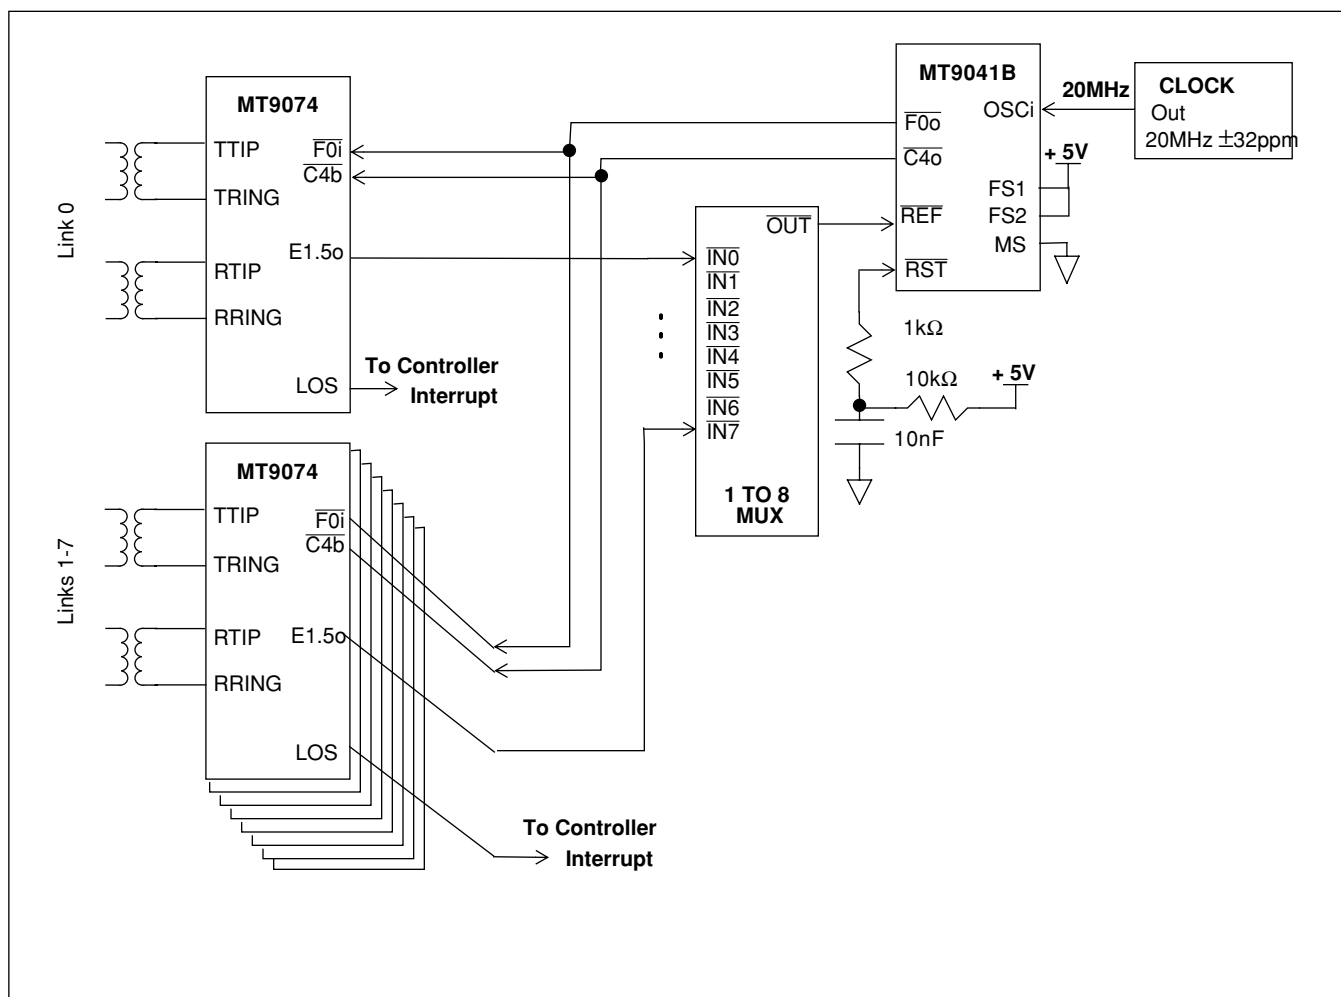 MT9074
TTIP
F0i
C4b
TRING
E1.5o
RTIP
RRING
LOS
Link 0
To Controller
Interrupt
MT9041B
OSCi
F0o
C4o
FS1
FS2
REF
MS
RST
20MHz
CLOCK
Out
20MHz ±32ppm
+ 5V
OUT
IN0
IN1
IN2
IN3
IN4
IN5
IN6
IN7
1 TO 8
MUX
1kΩ
10kΩ
+ 5V
10nF
MT9074
TTIP
F0i
C4b
TRING
RTIP
E1.5o
RRING
LOS
Links 1-7
To Controller
Interrupt